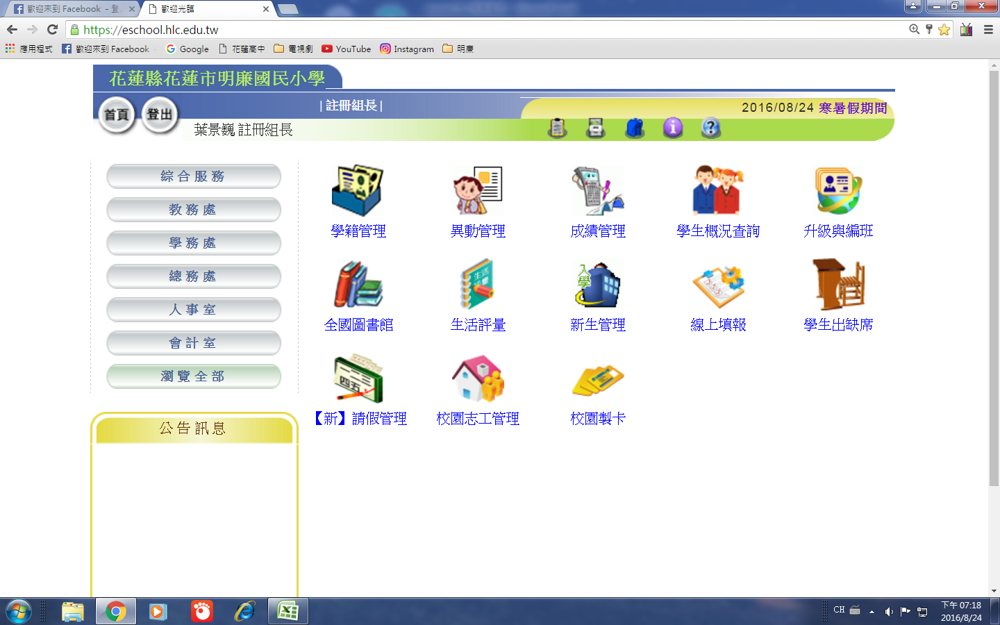 歡迎來到 Facebook - 登
歡迎光臨
https://eschool.hlc.edu.tw
應用程式
歡迎來到 Facebook -
Google
花蓮高中
電視劇
YouTube
Instagram
明廉
花蓮縣花蓮市明廉國民小學
首頁
登出
| 註冊組長 |
2016/08/24 寒暑假期間
葉景巍 註冊組長
綜合服務
教務處
學務處
總務處
人事室
會計室
瀏覽全部
公告訊息
學籍管理
異動管理
成績管理
學生概況查詢
升級與編班
全國圖書館
生活評量
新生管理
線上填報
學生出缺席
【新】請假管理
校園志工管理
校園製卡
CH
下午 07:18
2016/8/24